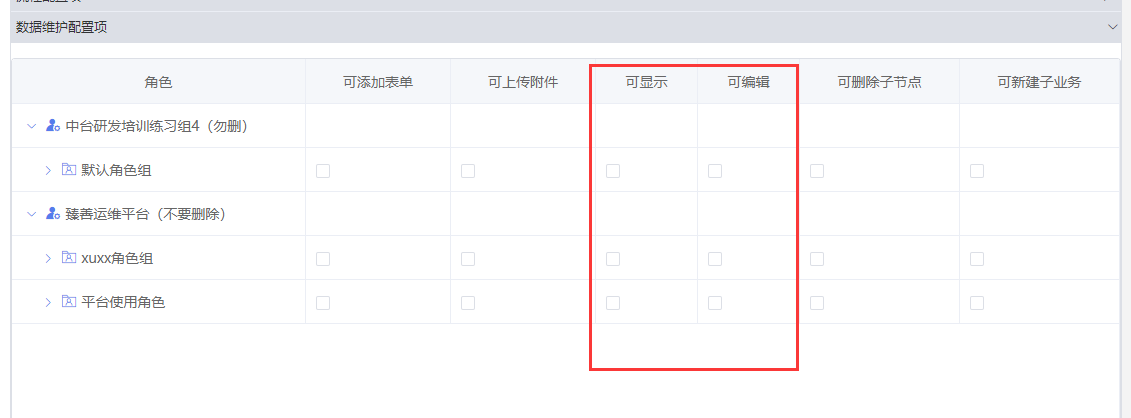 数据维护配置项
角色 可添加表单 可上传附件 可显示 可编辑 可删除子节点 可新建子业务
中台研发培训练习组4（勿删）
默认角色组
臻善运维平台（不要删除）
xuxx角色组
平台使用角色